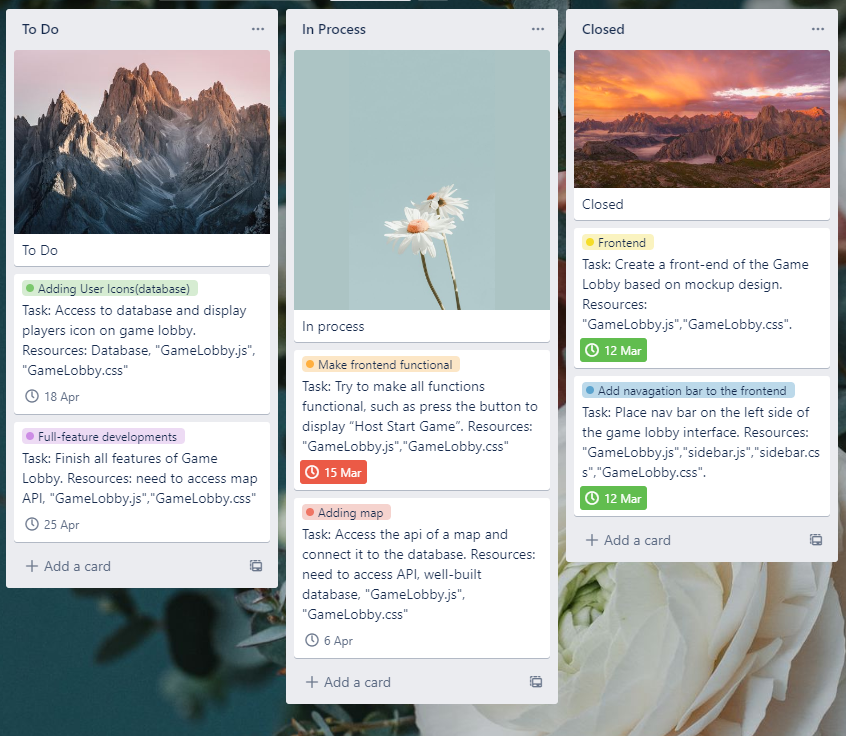 To Do
To Do
Adding User Icons(database)
Task: Access to database and display
players icon on game lobby.
Resources: Database, "GameLobby.js",
"GameLobby.css"
18 Apr
Full-feature developments
Task: Finish all features of Game
Lobby. Resources: need to access map
API, "GameLobby.js","GameLobby.css"
25 Apr
+ Add a card
In Process
In process
Make frontend functional
Task: Try to make all functions
functional, such as press the button to
display “Host Start Game”. Resources:
"GameLobby.js","GameLobby.css"
15 Mar
Adding map
Task: Access the api of a map and
connect it to the database. Resources:
need to access API, well-built
database, "GameLobby.js",
"GameLobby.css"
6 Apr
+ Add a card
Closed
Closed
Frontend
Task: Create a front-end of the Game
Lobby based on mockup design.
Resources:
"GameLobby.js","GameLobby.css".
12 Mar
Add navagation bar to the frontend
Task: Place nav bar on the left side of
the game lobby interface. Resources:
"GameLobby.js","sidebar.js","sidebar.cs
s","GameLobby.css".
12 Mar
+ Add a card